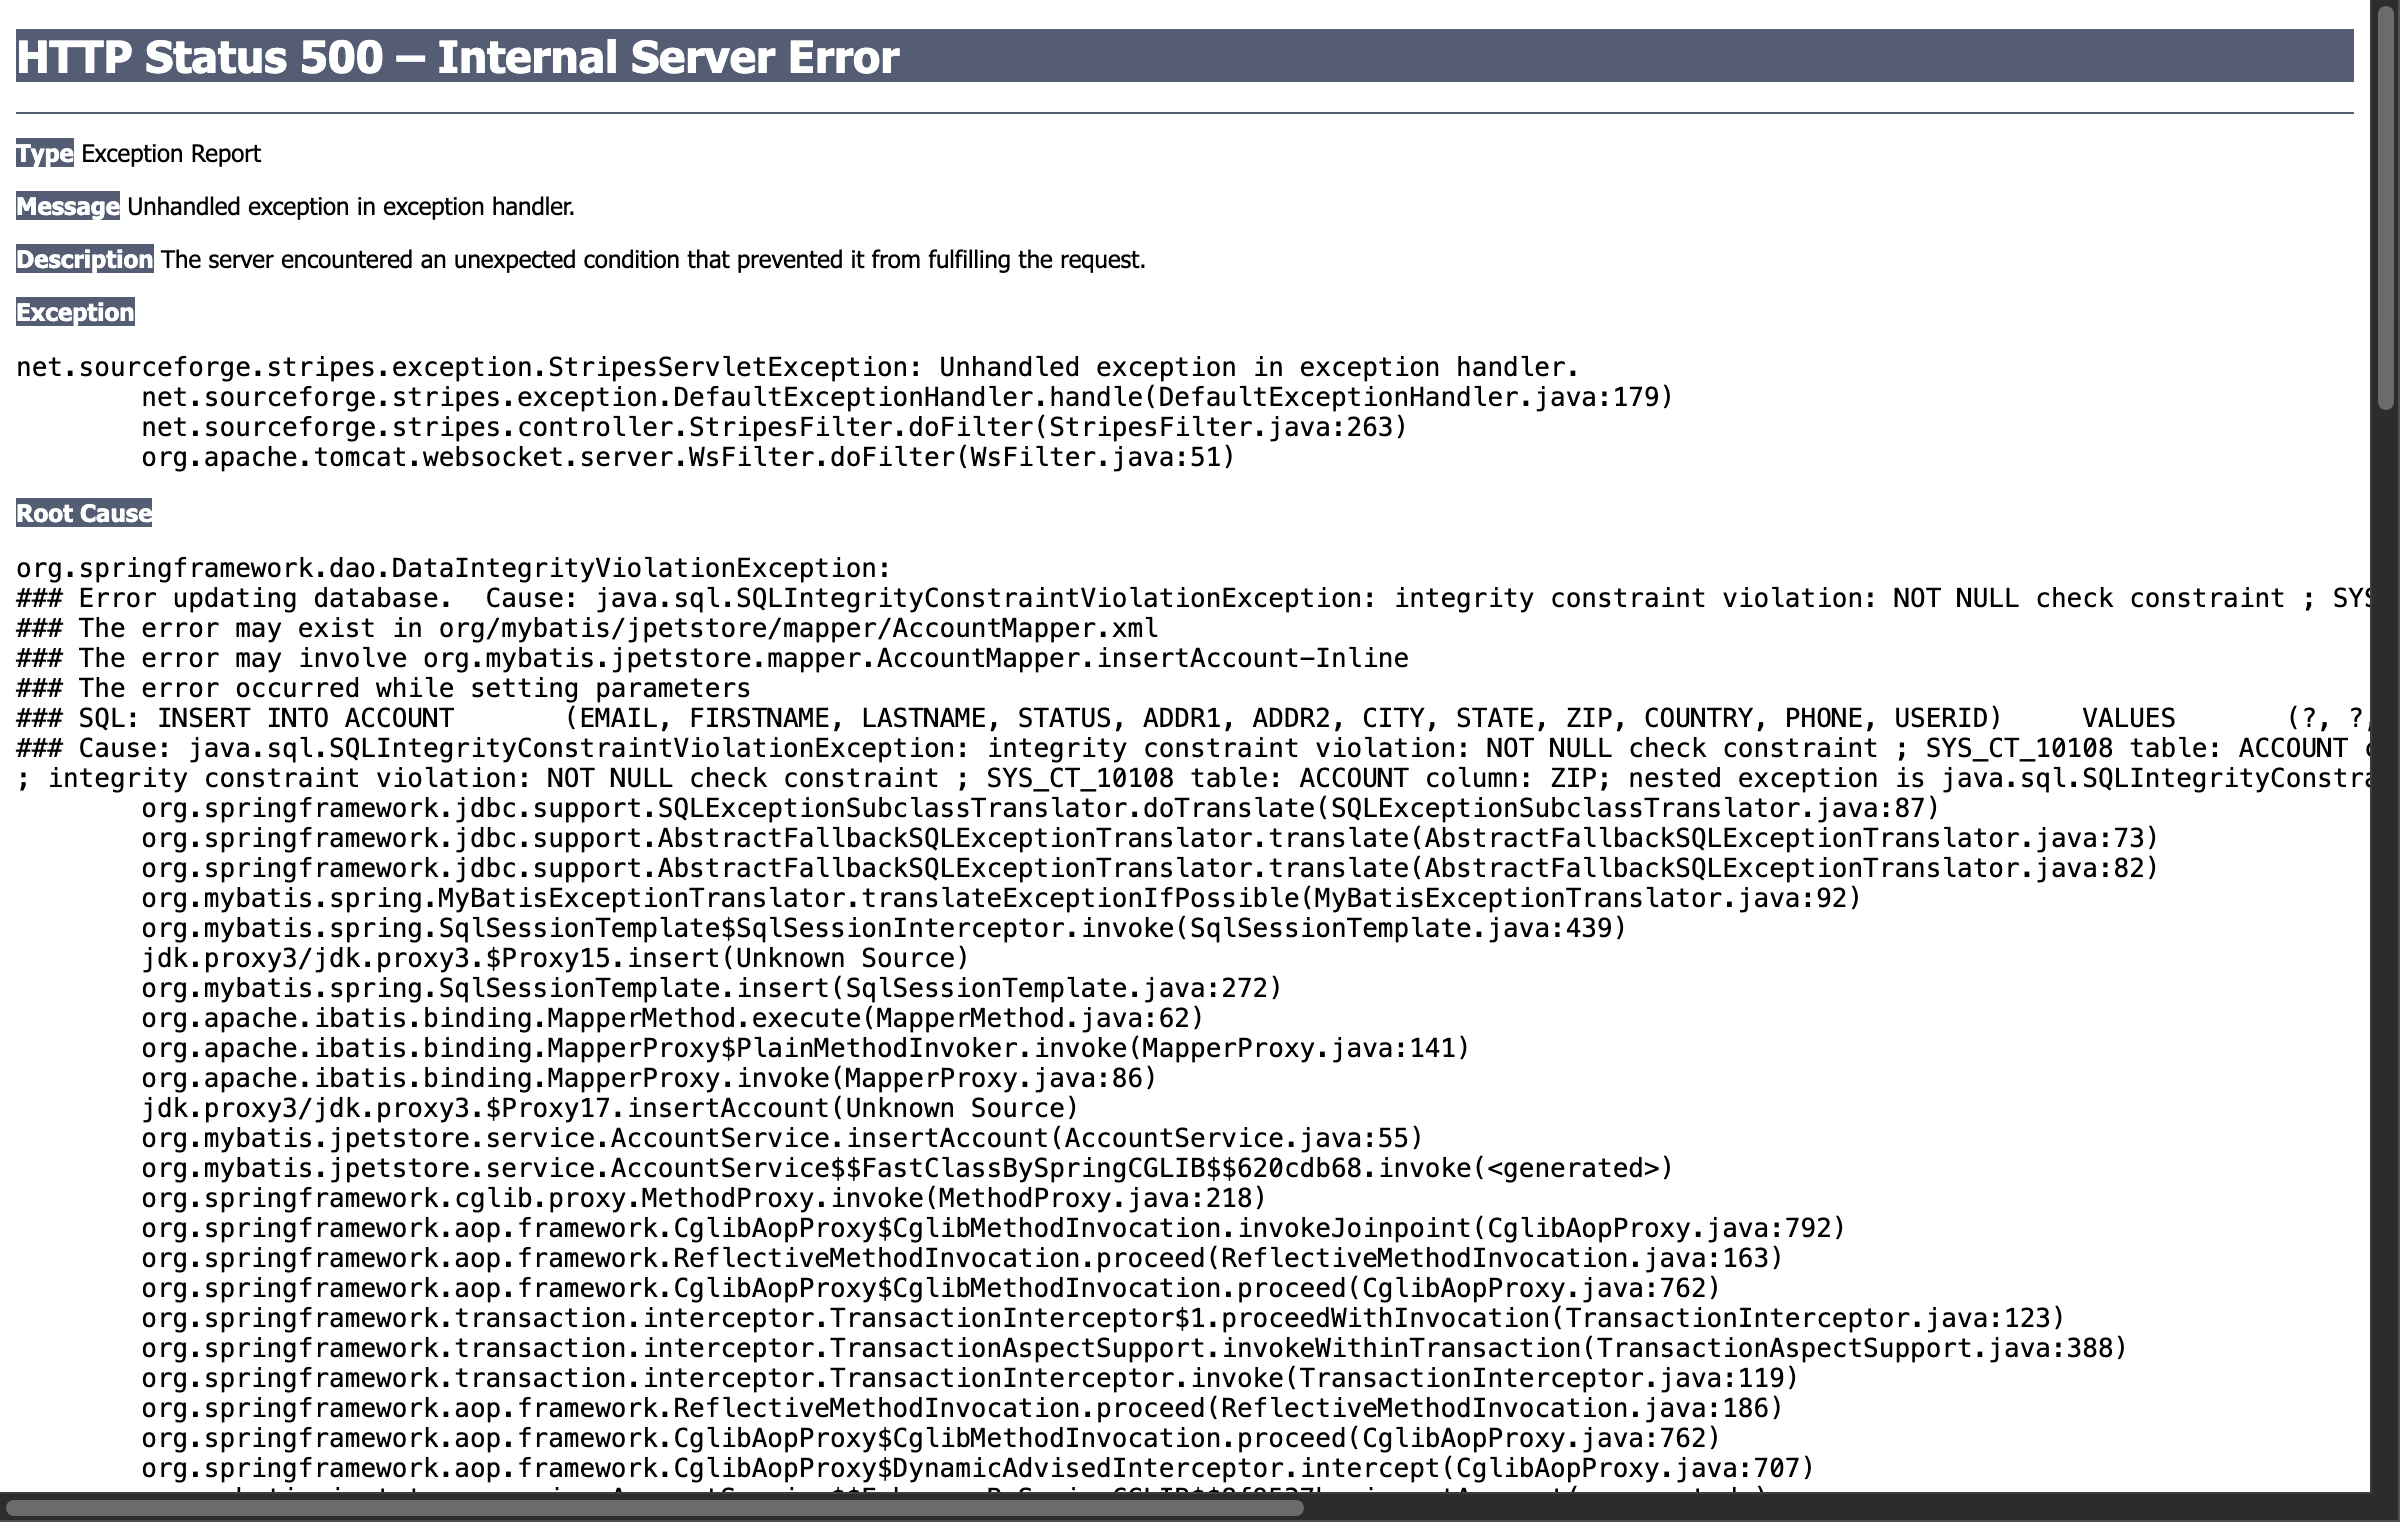 HTTP Status 500 – Internal Server Error
Type Exception Report
Message Unhandled exception in exception handler.
Description The server encountered an unexpected condition that prevented it from fulfilling the request.
Exception
net.sourceforge.stripes.exception.StripesServletException: Unhandled exception in exception handler.
net.sourceforge.stripes.exception.DefaultExceptionHandler.handle(DefaultExceptionHandler.java:179)
net.sourceforge.stripes.controller.StripesFilter.doFilter(StripesFilter.java:263)
org.apache.tomcat.websocket.server.WsFilter.doFilter(WsFilter.java:51)
Root Cause
org.springframework.dao.DataIntegrityViolationException:
### Error updating database.  Cause: java.sql.SQLIntegrityConstraintViolationException: integrity constraint violation: NOT NULL check constraint ; SYS
### The error may exist in org/mybatis/jpetstore/mapper/AccountMapper.xml
### The error may involve org.mybatis.jpetstore.mapper.AccountMapper.insertAccount-Inline
### The error occurred while setting parameters
### SQL: INSERT INTO ACCOUNT       (EMAIL, FIRSTNAME, LASTNAME, STATUS, ADDR1, ADDR2, CITY, STATE, ZIP, COUNTRY, PHONE, USERID)     VALUES       (?, ?,
### Cause: java.sql.SQLIntegrityConstraintViolationException: integrity constraint violation: NOT NULL check constraint ; SYS_CT_10108 table: ACCOUNT
; integrity constraint violation: NOT NULL check constraint ; SYS_CT_10108 table: ACCOUNT column: ZIP; nested exception is java.sql.SQLIntegrityConstra
org.springframework.jdbc.support.SQLExceptionSubclassTranslator.doTranslate(SQLExceptionSubclassTranslator.java:87)
org.springframework.jdbc.support.AbstractFallbackSQLExceptionTranslator.translate(AbstractFallbackSQLExceptionTranslator.java:73)
org.springframework.jdbc.support.AbstractFallbackSQLExceptionTranslator.translate(AbstractFallbackSQLExceptionTranslator.java:82)
org.mybatis.spring.MyBatisExceptionTranslator.translateExceptionIfPossible(MyBatisExceptionTranslator.java:92)
org.mybatis.spring.SqlSessionTemplate$SqlSessionInterceptor.invoke(SqlSessionTemplate.java:439)
jdk.proxy3/jdk.proxy3.$Proxy15.insert(Unknown Source)
org.mybatis.spring.SqlSessionTemplate.insert(SqlSessionTemplate.java:272)
org.apache.ibatis.binding.MapperMethod.execute(MapperMethod.java:62)
org.apache.ibatis.binding.MapperProxy$PlainMethodInvoker.invoke(MapperProxy.java:141)
org.apache.ibatis.binding.MapperProxy.invoke(MapperProxy.java:86)
jdk.proxy3/jdk.proxy3.$Proxy17.insertAccount(Unknown Source)
org.mybatis.jpetstore.service.AccountService.insertAccount(AccountService.java:55)
org.mybatis.jpetstore.service.AccountService$$FastClassBySpringCGLIB$$620cdb68.invoke(<generated>)
org.springframework.cglib.proxy.MethodProxy.invoke(MethodProxy.java:218)
org.springframework.aop.framework.CglibAopProxy$CglibMethodInvocation.invokeJoinpoint(CglibAopProxy.java:792)
org.springframework.aop.framework.ReflectiveMethodInvocation.proceed(ReflectiveMethodInvocation.java:163)
org.springframework.aop.framework.CglibAopProxy$CglibMethodInvocation.proceed(CglibAopProxy.java:762)
org.springframework.transaction.interceptor.TransactionInterceptor$1.proceedWithInvocation(TransactionInterceptor.java:123)
org.springframework.transaction.interceptor.TransactionAspectSupport.invokeWithinTransaction(TransactionAspectSupport.java:388)
org.springframework.transaction.interceptor.TransactionInterceptor.invoke(TransactionInterceptor.java:119)
org.springframework.aop.framework.ReflectiveMethodInvocation.proceed(ReflectiveMethodInvocation.java:186)
org.springframework.aop.framework.CglibAopProxy$CglibMethodInvocation.proceed(CglibAopProxy.java:762)
org.springframework.aop.framework.CglibAopProxy$DynamicAdvisedInterceptor.intercept(CglibAopProxy.java:707)